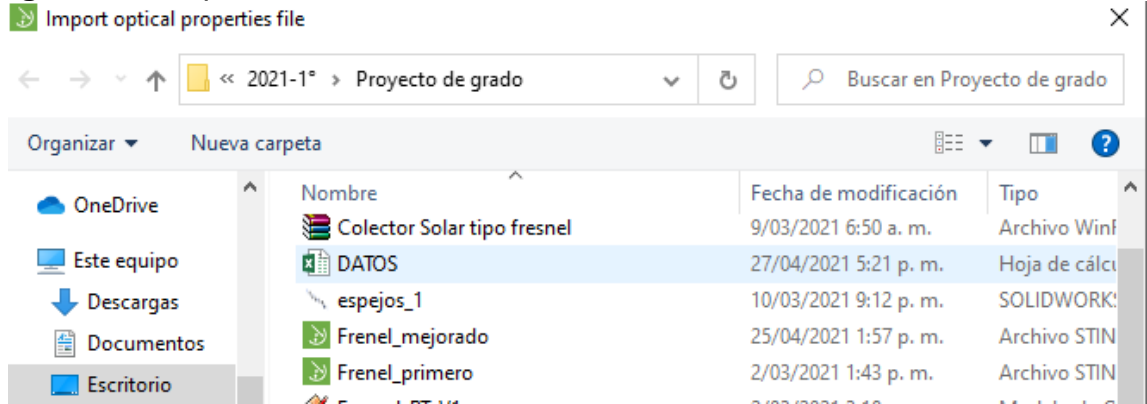 Import optical properties file
« 2021-1° › Proyecto de grado Buscar en Proyecto de grado
Organizar Nueva carpeta
Nombre Fecha de modificación Tipo
OneDrive
Este equipo
Descargas
Documentos
Escritorio
Colector Solar tipo fresnel 9/03/2021 6:50 a. m. Archivo WinR
DATOS 27/04/2021 5:21 p. m. Hoja de cálcu
espejos_1 10/03/2021 9:12 p. m. SOLIDWORKS
Frenel_mejorado 25/04/2021 1:57 p. m. Archivo STIN
Frenel_primero 2/03/2021 1:43 p. m. Archivo STIN